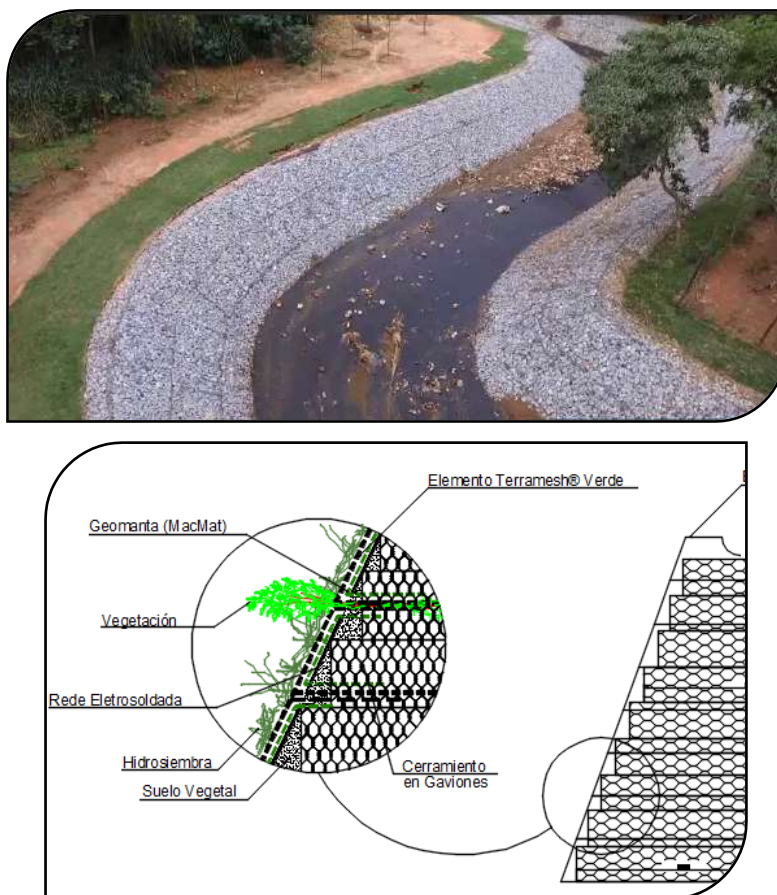 Elemento Terramesh® Verde
Geomanta (MacMat)
Vegetación
Rede Eletrosoldada
Hidrosiembra
Suelo Vegetal
Cerramiento
en Gaviones